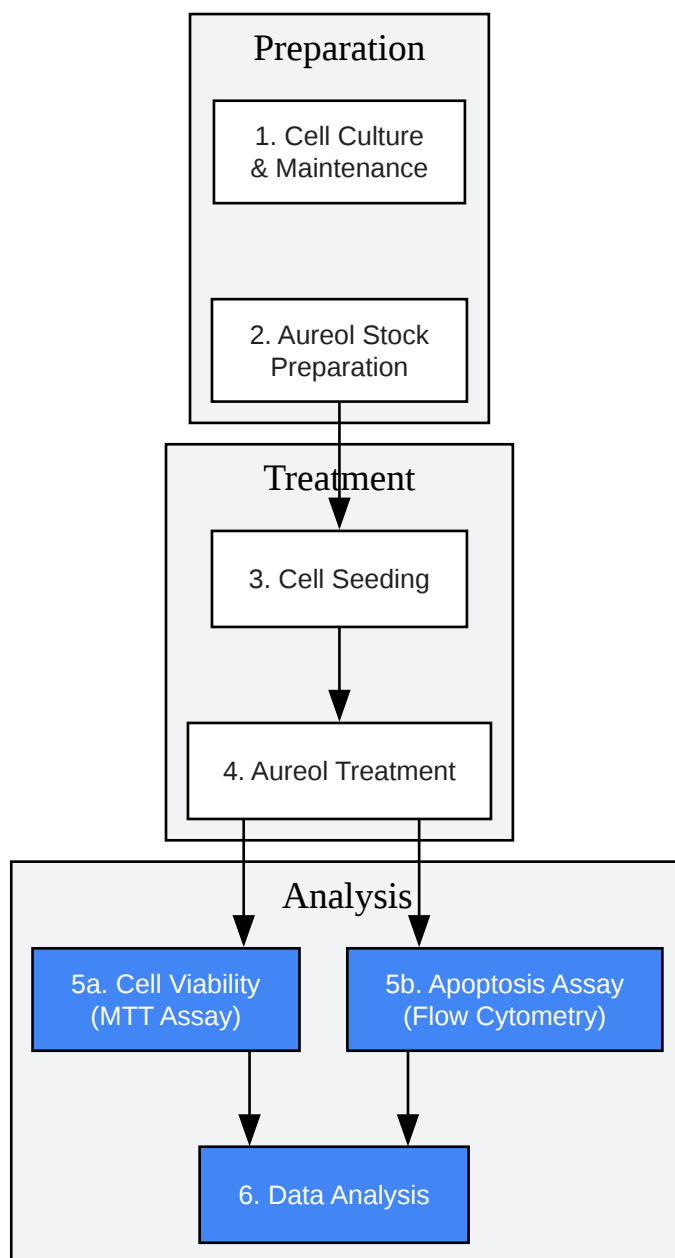 Preparation
1. Cell Culture
& Maintenance
2. Aureol Stock
Preparation
Treatment
3. Cell Seeding
4. Aureol Treatment
Analysis
5a. Cell Viability
(MTT Assay)
5b. Apoptosis Assay
(Flow Cytometry)
6. Data Analysis